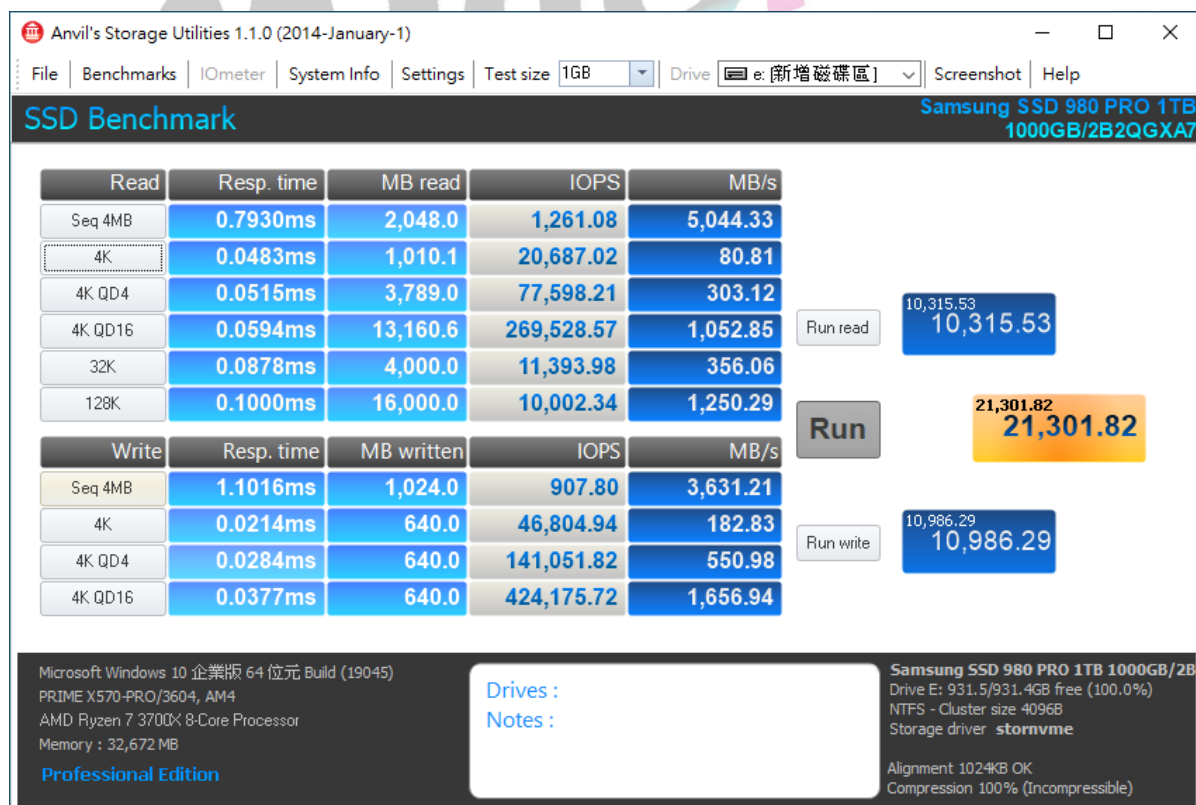 Anvil's Storage Utilities 1.1.0 (2014-January-1)
File Benchmarks IOmeter System Info Settings Test size 1GB Drive e: [新增磁碟區] Screenshot Help
SSD Benchmark
Samsung SSD 980 PRO 1TB
1000GB/2B2QGXA7
Read Resp. time MB read IOPS MB/s
Seq 4MB 0.7930ms 2,048.0 1,261.08 5,044.33
4K 0.0483ms 1,010.1 20,687.02 80.81
4K QD4 0.0515ms 3,789.0 77,598.21 303.12
4K QD16 0.0594ms 13,160.6 269,528.57 1,052.85
32K 0.0878ms 4,000.0 11,393.98 356.06
128K 0.1000ms 16,000.0 10,002.34 1,250.29
Run read
10,315.53
10,315.53
Run
21,301.82
21,301.82
Write Resp. time MB written IOPS MB/s
Seq 4MB 1.1016ms 1,024.0 907.80 3,631.21
4K 0.0214ms 640.0 46,804.94 182.83
4K QD4 0.0284ms 640.0 141,051.82 550.98
4K QD16 0.0377ms 640.0 424,175.72 1,656.94
Run write
10,986.29
10,986.29
Microsoft Windows 10 企業版 64 位元 Build (19045)
PRIME X570-PRO/3604, AM4
AMD Ryzen 7 3700X 8-Core Processor
Memory : 32,672 MB
Professional Edition
Drives :
Notes :
Samsung SSD 980 PRO 1TB 1000GB/2B
Drive E: 931.5/931.4GB free (100.0%)
NTFS - Cluster size 4096B
Storage driver stornvme
Alignment 1024KB OK
Compression 100% (Incompressible)